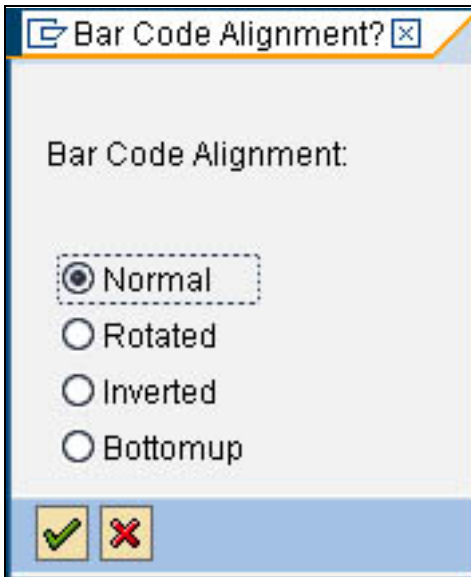 Bar Code Alignment?
Bar Code Alignment:
Normal
Rotated
Inverted
Bottomup